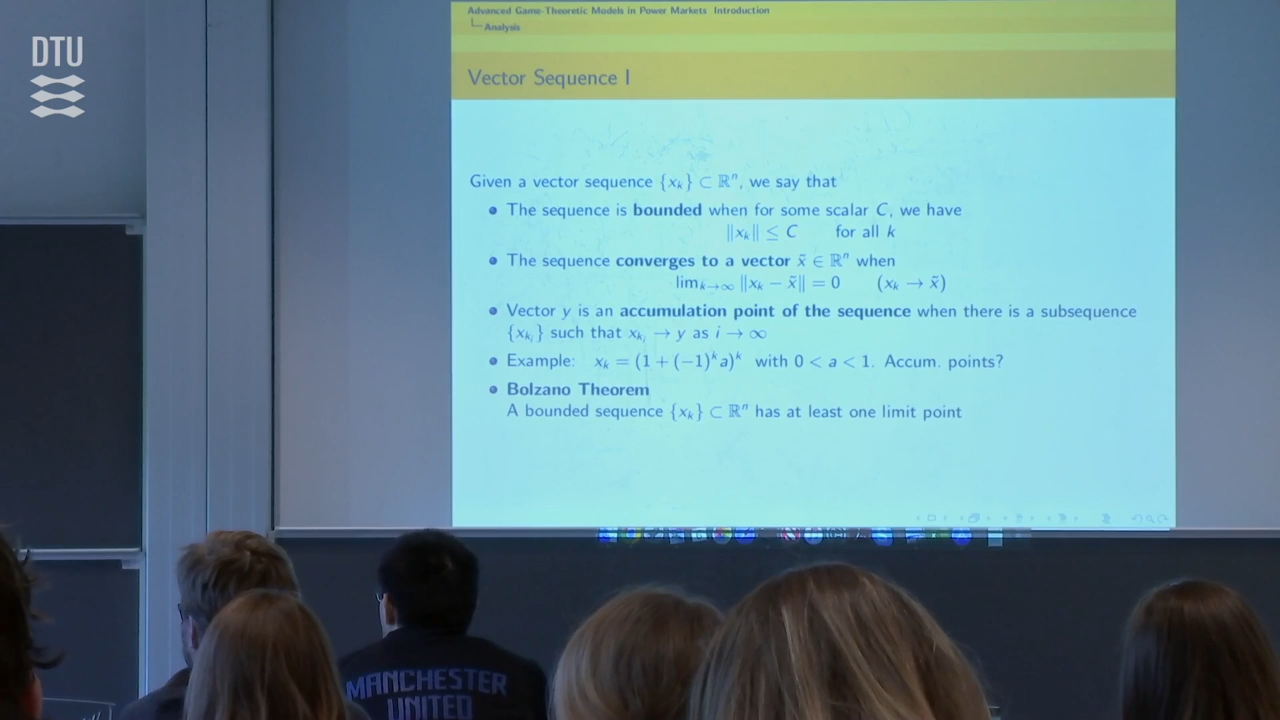 DTU
Advanced Game-Theoretic Models in Power Markets Introduction
Analysis
Vector Sequence I
Given a vector sequence {xₖ} ⊂ ℝⁿ, we say that
• The sequence is bounded when for some scalar C, we have
‖xₖ‖ ≤ C for all k
• The sequence converges to a vector x̃ ∈ ℝⁿ when
limₖ→∞ ‖xₖ − x̃‖ = 0 (xₖ → x̃)
• Vector y is an accumulation point of the sequence when there is a subsequence
{xₖᵢ} such that xₖᵢ → y as i → ∞
• Example: xₖ = (1 + (−1)ᵏa)ᵏ with 0 < a < 1. Accum. points?
• Bolzano Theorem
A bounded sequence {xₖ} ⊂ ℝⁿ has at least one limit point
MANCHESTER
UNITED